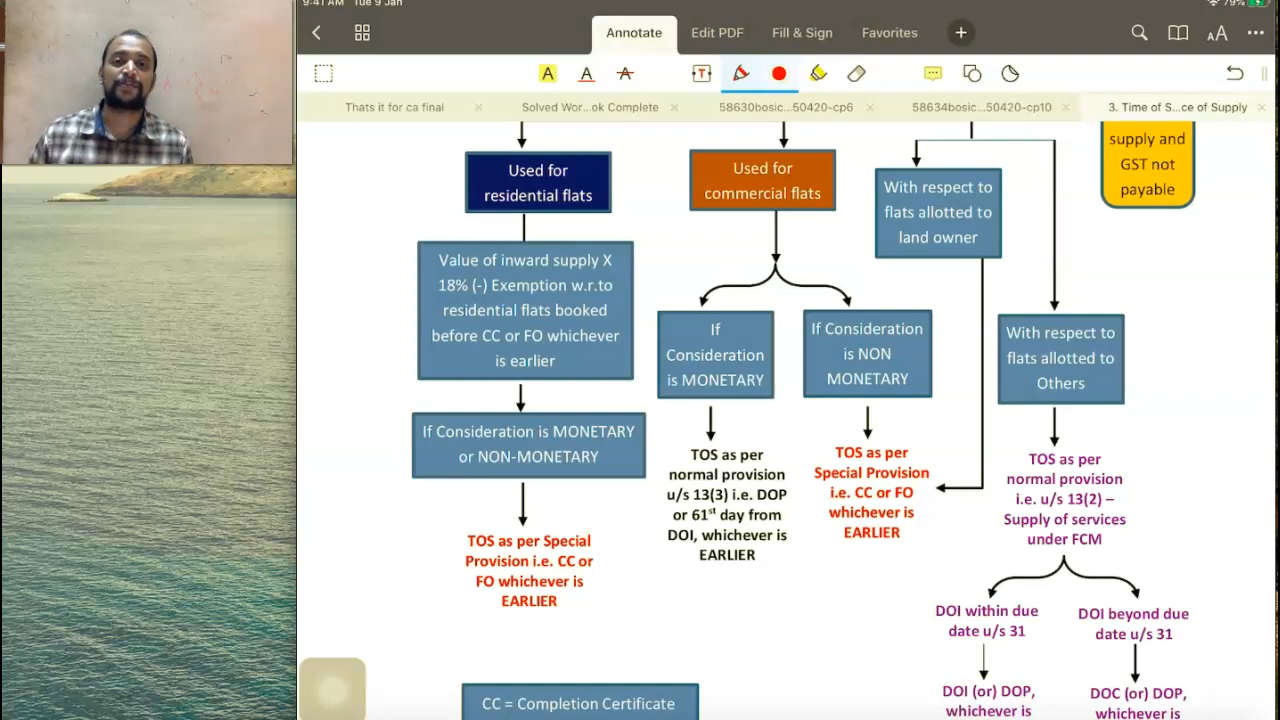 9:41 AM Tue 9 Jan
79%
Annotate
Edit PDF
Fill & Sign
Favorites
Thats it for ca final
Solved Wor...ok Complete
58630bosic...50420-cp6
58634bosic...50420-cp10
3. Time of S...ce of Supply
supply and
GST not
payable
Used for
residential flats
Used for
commercial flats
With respect to
flats allotted to
land owner
Value of inward supply X
18% (-) Exemption w.r.to
residential flats booked
before CC or FO whichever
is earlier
If
Consideration
is MONETARY
If Consideration
is NON
MONETARY
With respect to
flats allotted to
Others
If Consideration is MONETARY
or NON-MONETARY
TOS as per
normal provision
u/s 13(3) i.e. DOP
or 61st day from
DOI, whichever is
EARLIER
TOS as per
Special Provision
i.e. CC or FO
whichever is
EARLIER
TOS as per
normal provision
i.e. u/s 13(2) –
Supply of services
under FCM
TOS as per Special
Provision i.e. CC or
FO whichever is
EARLIER
DOI within due
date u/s 31
DOI beyond due
date u/s 31
DOI (or) DOP,
whichever is
DOC (or) DOP,
whichever is
CC = Completion Certificate